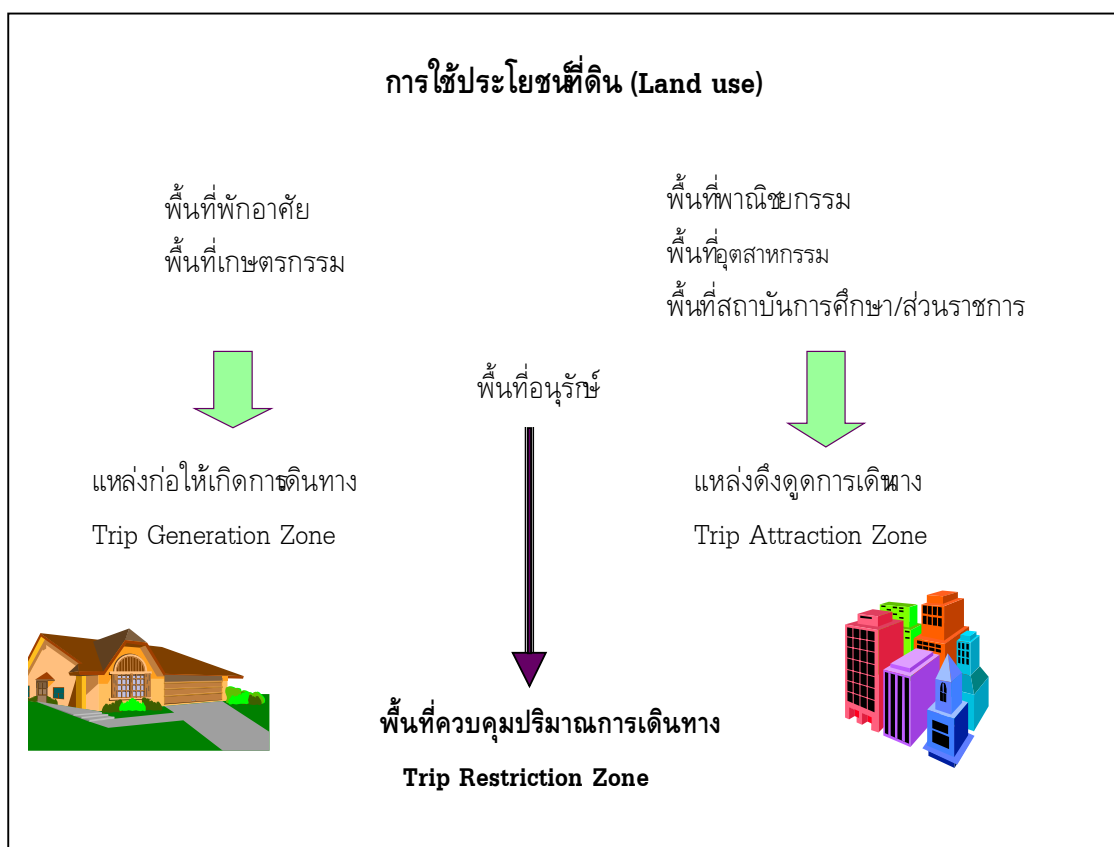 การใช้ประโยชน์ที่ดิน (Land use)
พื้นที่พักอาศัย
พื้นที่เกษตรกรรม
พื้นที่พาณิชยกรรม
พื้นที่อุตสาหกรรม
พื้นที่สถาบันการศึกษา/ส่วนราชการ
พื้นที่อนุรักษ์
แหล่งก่อให้เกิดการเดินทาง
Trip Generation Zone
แหล่งดึงดูดการเดินทาง
Trip Attraction Zone
พื้นที่ควบคุมปริมาณการเดินทาง
Trip Restriction Zone